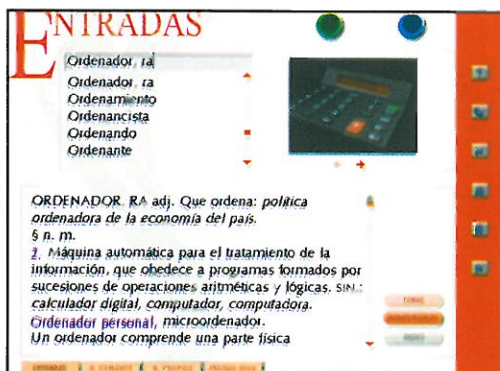 ENTRADAS
Ordenador, ra
Ordenador, ra
Ordenamiento
Ordenancista
Ordenando
Ordenante
ORDENADOR, RA adj. Que ordena: política
ordenadora de la economía del país.
§ n. m.
2. Máquina automática para el tratamiento de la
información, que obedece a programas formados por
sucesiones de operaciones aritméticas y lógicas. SIN.:
calculador digital, computador, computadora.
Ordenador personal, microordenador.
Un ordenador comprende una parte física